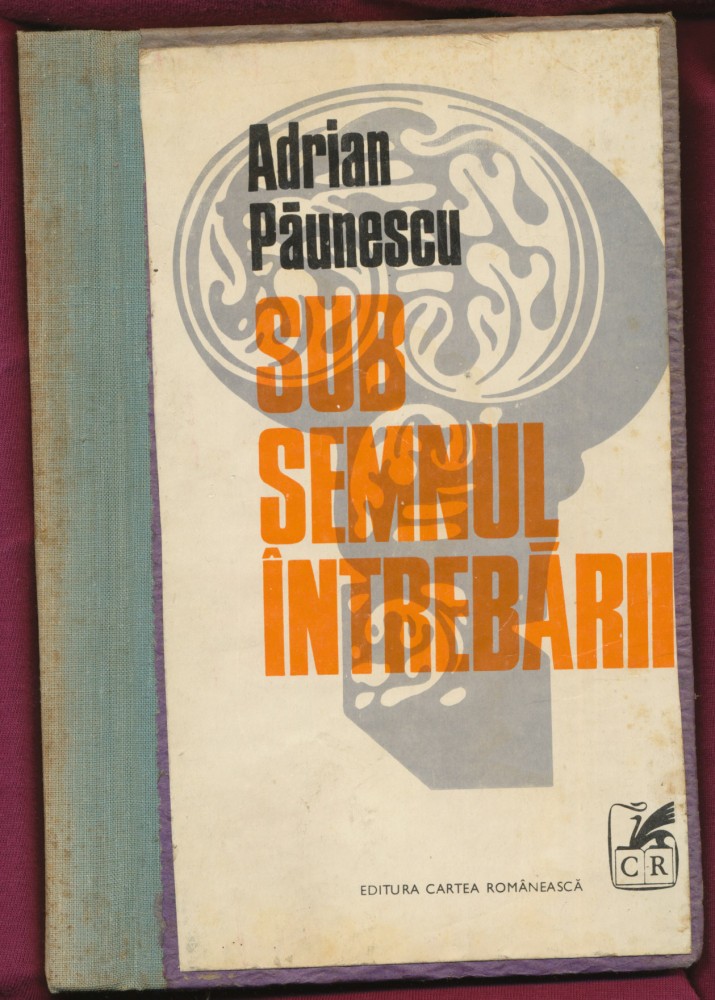 Adrian
Păunescu
SUB
SEMNUL
ÎNTREBĂRII
EDITURA CARTEA ROMÂNEASCĂ
CR